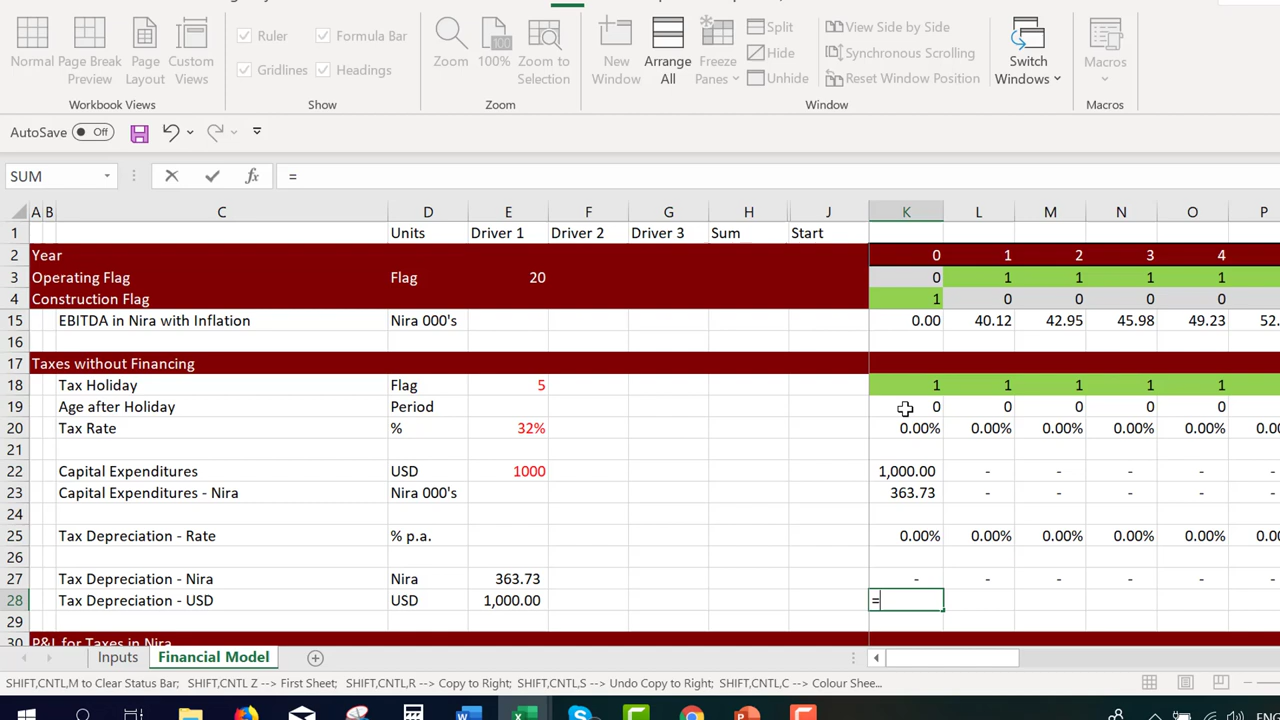 Ruler Formula Bar
Gridlines Headings
Normal Page Break Preview Page Layout Custom Views
Zoom 100% Zoom to Selection
New Window Arrange All Freeze Panes
Split
Hide
Unhide
View Side by Side
Synchronous Scrolling
Reset Window Position
Switch Windows Macros
Workbook Views Show Zoom Window Macros
AutoSave Off
SUM fx =
A B C D E F G H J K L M N O P
1 Units Driver 1 Driver 2 Driver 3 Sum Start
2 Year 0 1 2 3 4
3 Operating Flag Flag 20 0 1 1 1 1
4 Construction Flag 1 0 0 0 0
15 EBITDA in Nira with Inflation Nira 000's 0.00 40.12 42.95 45.98 49.23 52.
16
17 Taxes without Financing
18 Tax Holiday Flag 5 1 1 1 1 1
19 Age after Holiday Period 0 0 0 0 0
20 Tax Rate % 32% 0.00% 0.00% 0.00% 0.00% 0.00% 0.00
21
22 Capital Expenditures USD 1000 1,000.00 - - - - -
23 Capital Expenditures - Nira Nira 000's 363.73 - - - - -
24
25 Tax Depreciation - Rate % p.a. 0.00% 0.00% 0.00% 0.00% 0.00% 0.00
26
27 Tax Depreciation - Nira Nira 363.73 - - - - - -
28 Tax Depreciation - USD USD 1,000.00 =
29
30 P&L for Taxes in Nira
Inputs Financial Model
SHIFT,CNTL,M to Clear Status Bar; SHIFT,CNTL Z --> First Sheet; SHIFT,CNTL,R --> Copy to Right; SHIFT,CNTL,S --> Undo Copy to Right; SHIFT,CNTL,C --> Colour Shee...
ENG